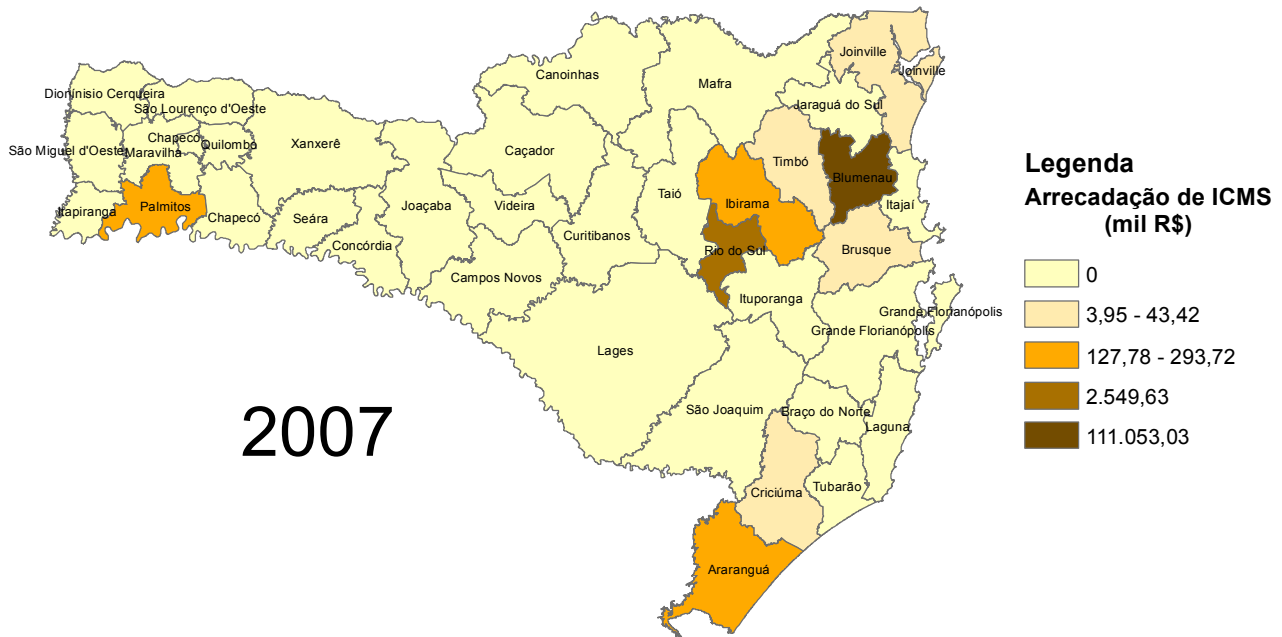 Joinville
Joinville
Canoinhas
Mafra
Dionínisio Cerqueira
São Lourenço d'Oeste
Jaraguá do Sul
Chapecó
Quilombo
Xanxerê
São Miguel d'Oeste
Maravilha
Caçador
Timbó
Blumenau
Taió
Ibirama
Itajaí
Itapiranga
Palmitos
Chapecó
Seára
Joaçaba
Videira
Concórdia
Curitibanos
Rio do Sul
Brusque
Campos Novos
Ituporanga
Grande Florianópolis
Grande Florianópolis
Lages
São Joaquim
Braço do Norte
Laguna
Tubarão
Criciúma
Araranguá
2007
Legenda
Arrecadação de ICMS
(mil R$)
0
3,95 - 43,42
127,78 - 293,72
2.549,63
111.053,03